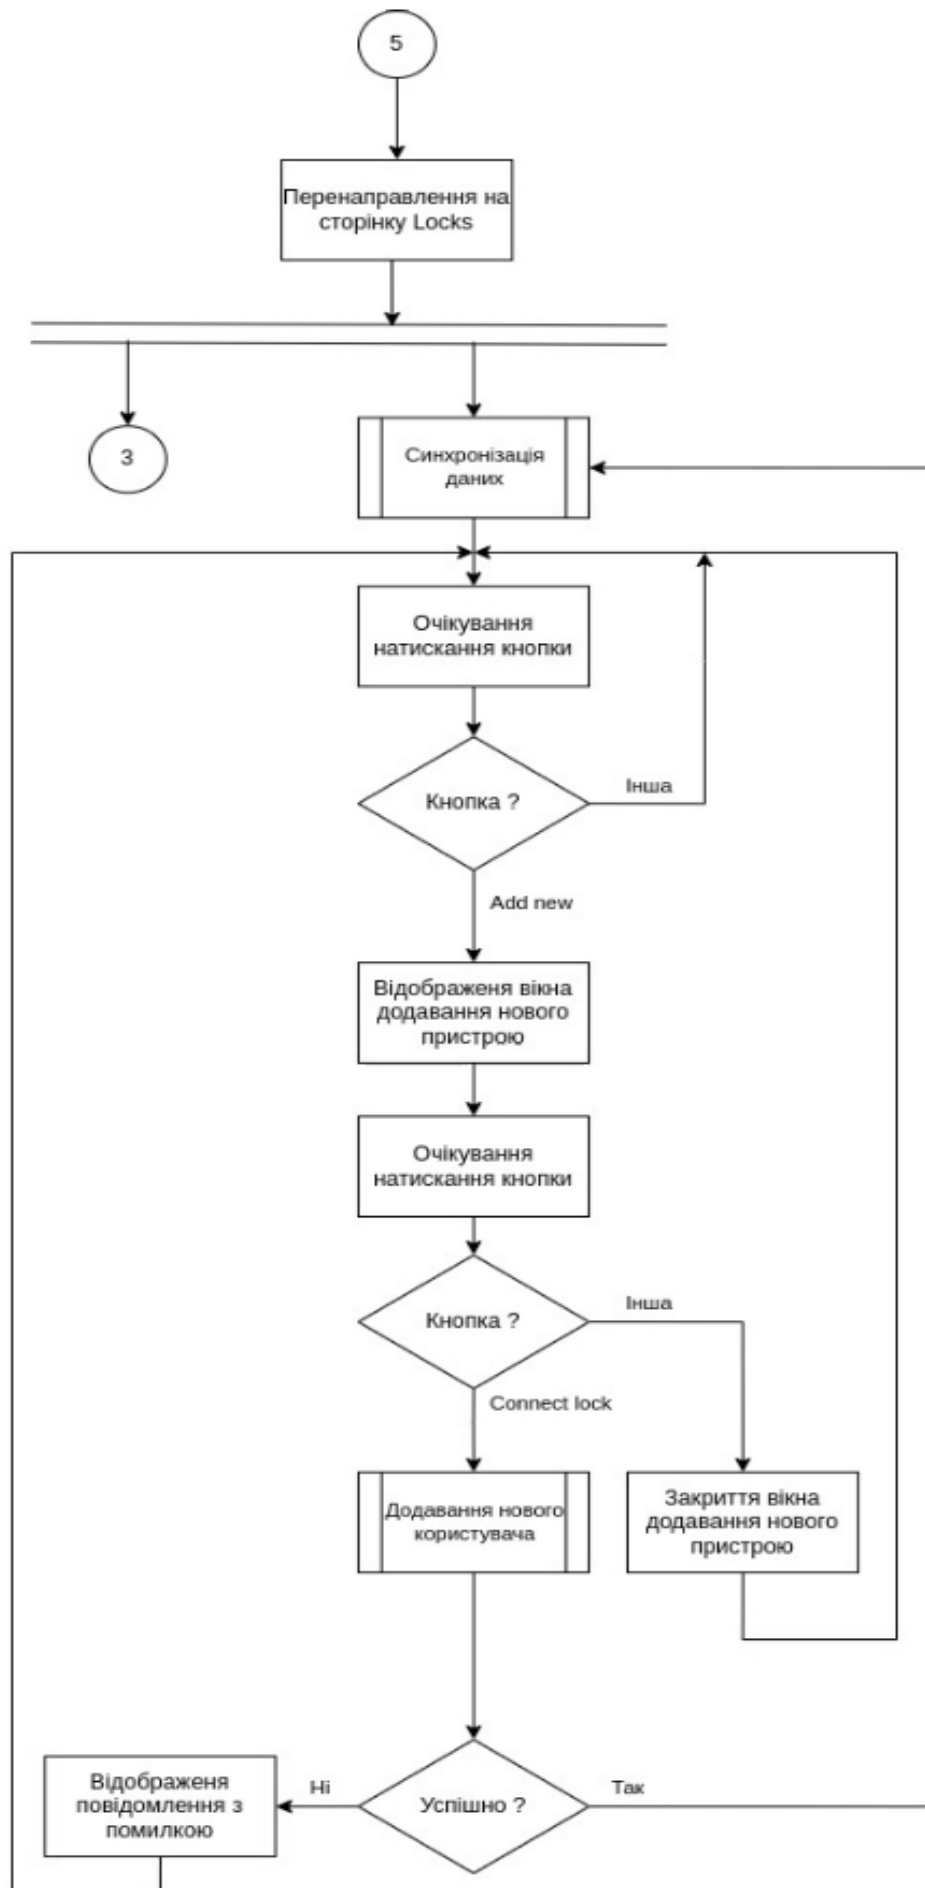 5
Перенаправлення на
сторінку Locks
3
Синхронізація
даних
Очікування
натискання кнопки
Кнопка ?
Інша
Add new
Відображеня вікна
додавання нового
пристрою
Очікування
натискання кнопки
Кнопка ?
Інша
Connect lock
Додавання нового
користувача
Закриття вікна
додавання нового
пристрою
Відображеня
повідомлення з
помилкою
Ні
Успішно ?
Так